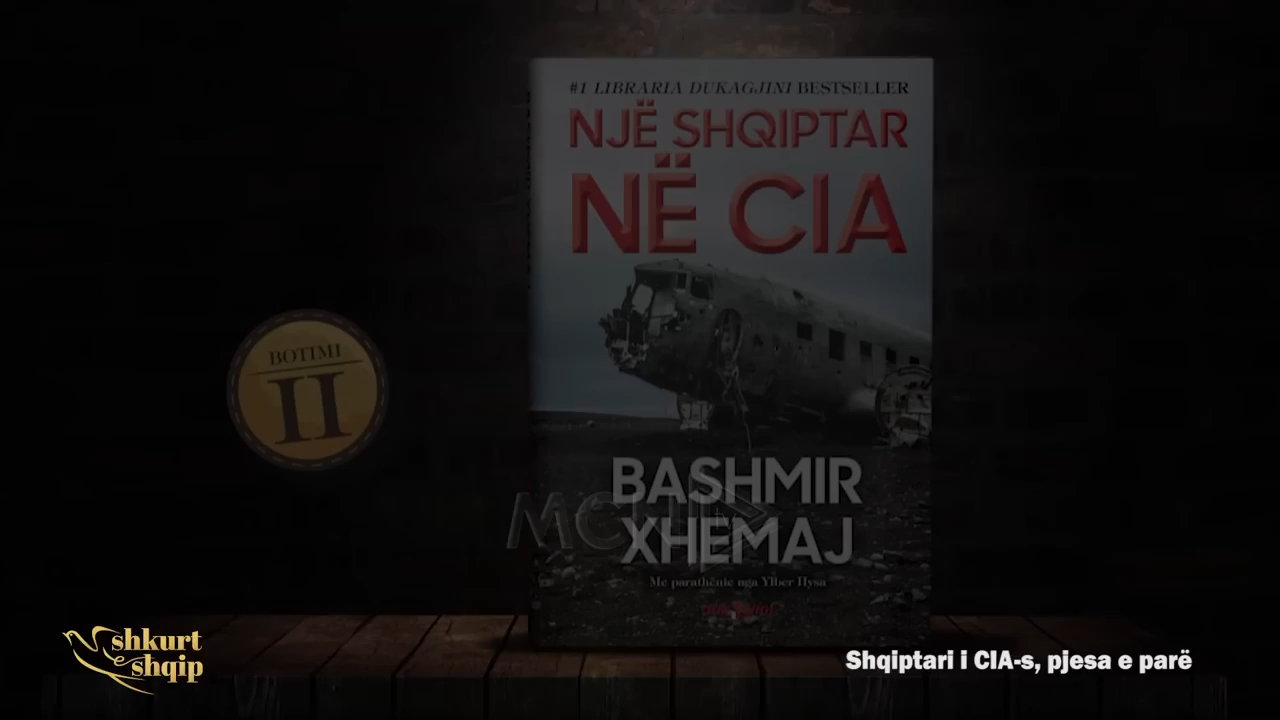 #1 LIBRARIA DUKAGJINI BESTSELLER
NJË SHQIPTAR
NË CIA
BOTIMI
II
BASHMIR
XHEMAJ
Me parathënie nga Ylber Hysa
shkurt
e shqip
Shqiptari i CIA-s, pjesa e parë